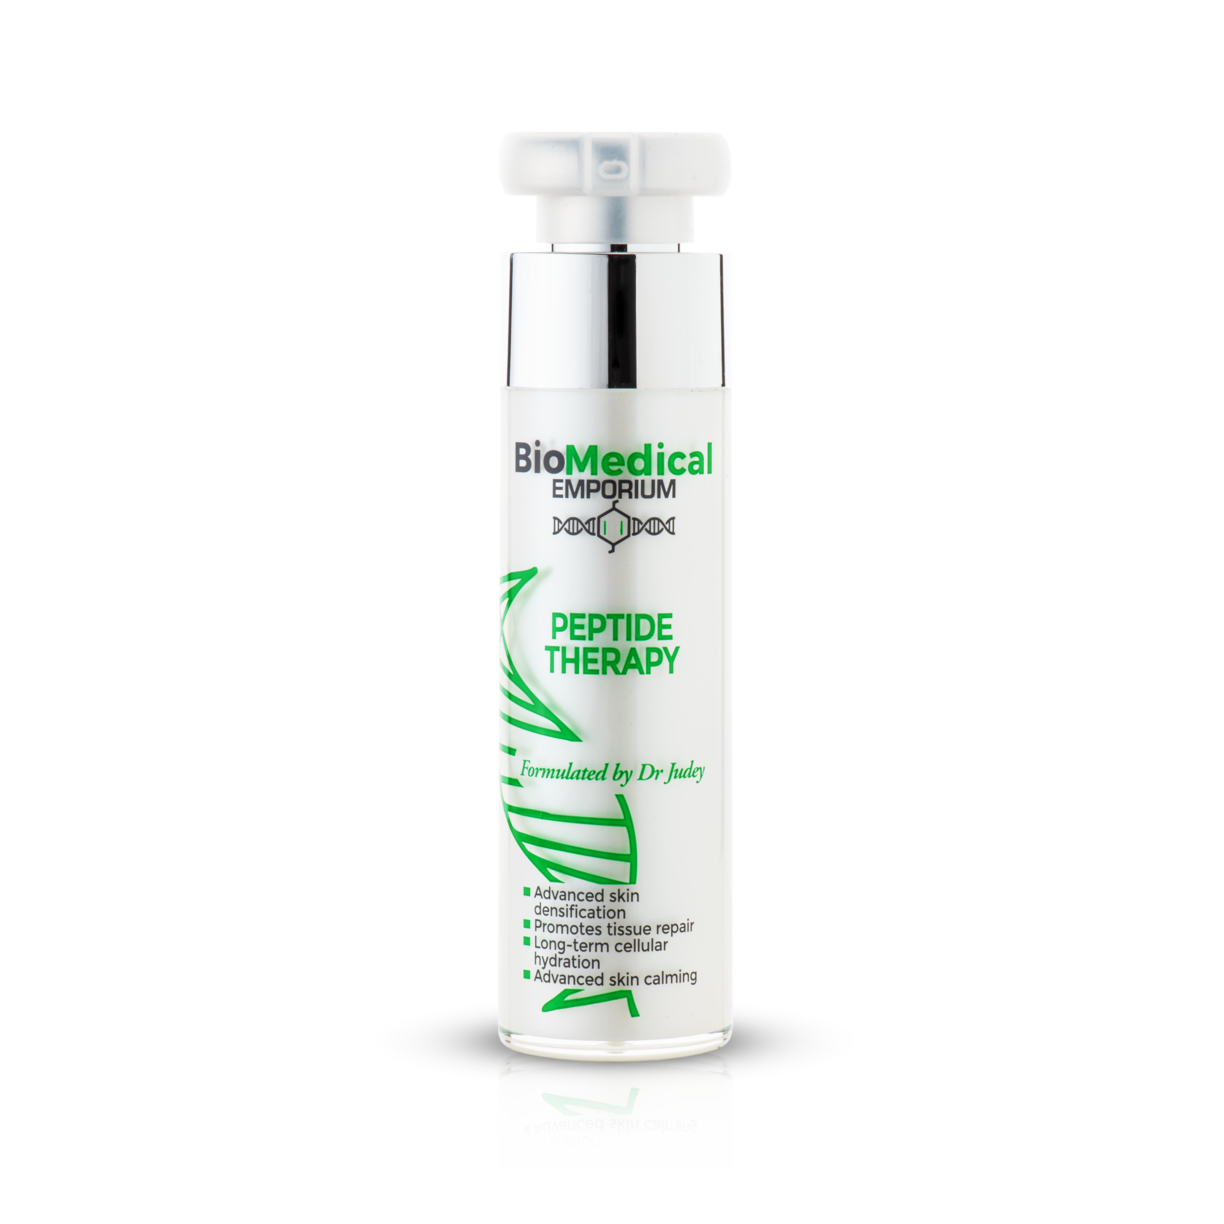 BioMedical
EMPORIUM
PEPTIDE
THERAPY
Formulated by Dr Judey
Advanced skin
densification
Promotes tissue repair
Long-term cellular
hydration
Advanced skin calming